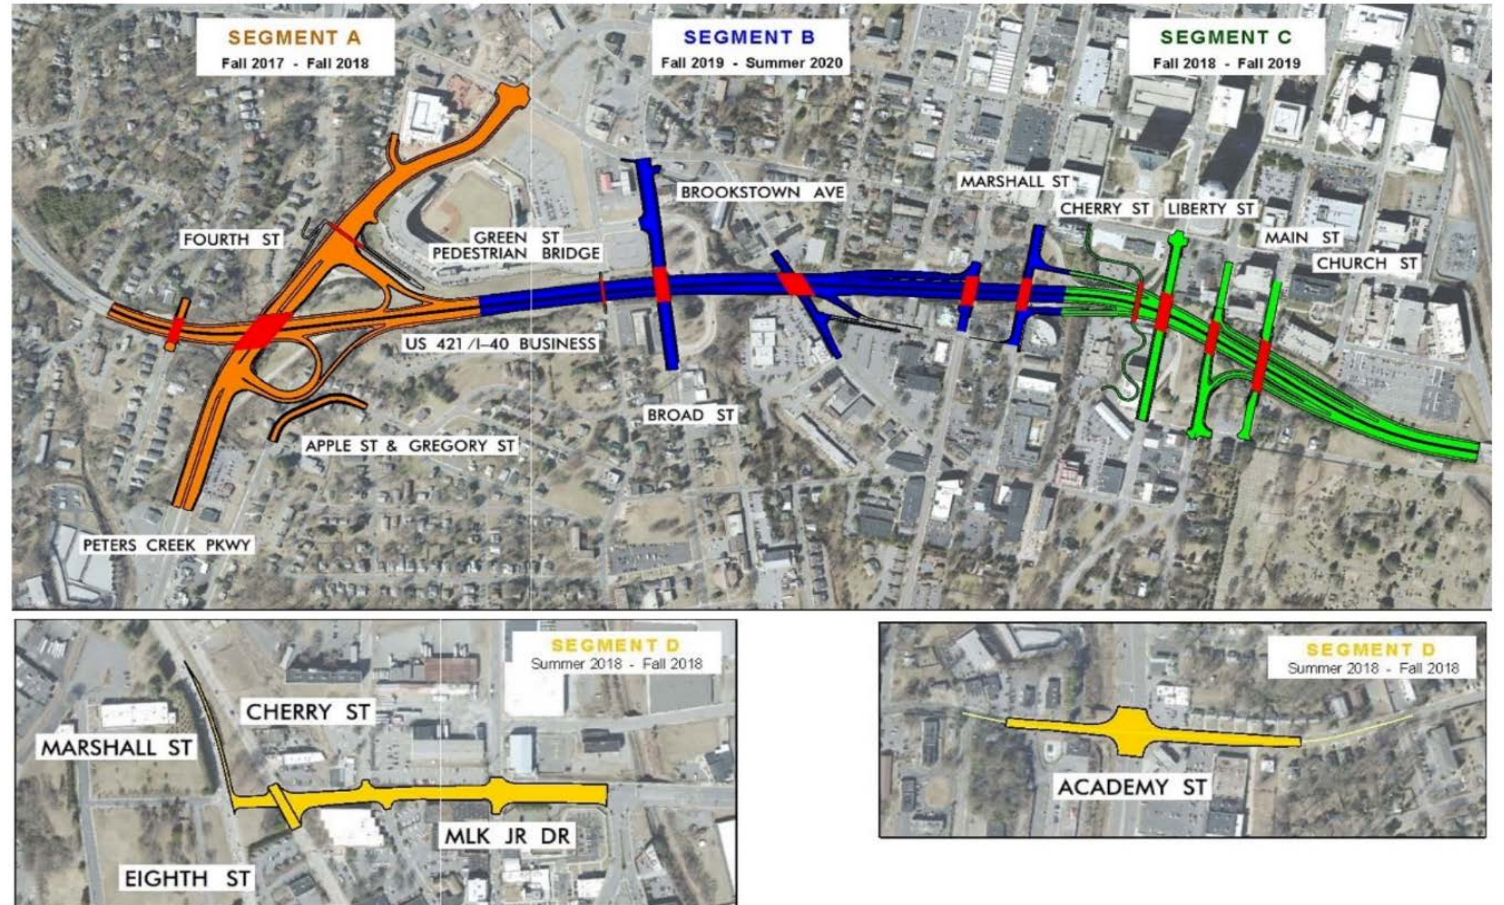 SEGMENT A
Fall 2017 - Fall 2018
SEGMENT B
Fall 2019 - Summer 2020
SEGMENT C
Fall 2018 - Fall 2019
BROOKSTOWN AVE
MARSHALL ST
CHERRY ST
LIBERTY ST
FOURTH ST
GREEN ST
PEDESTRIAN BRIDGE
MAIN ST
CHURCH ST
US 421/I-40 BUSINESS
BROAD ST
APPLE ST & GREGORY ST
PETERS CREEK PKWY
SEGMENT D
Summer 2018 - Fall 2018
CHERRY ST
MARSHALL ST
MLK JR DR
EIGHTH ST
SEGMENT D
Summer 2018 - Fall 2018
ACADEMY ST